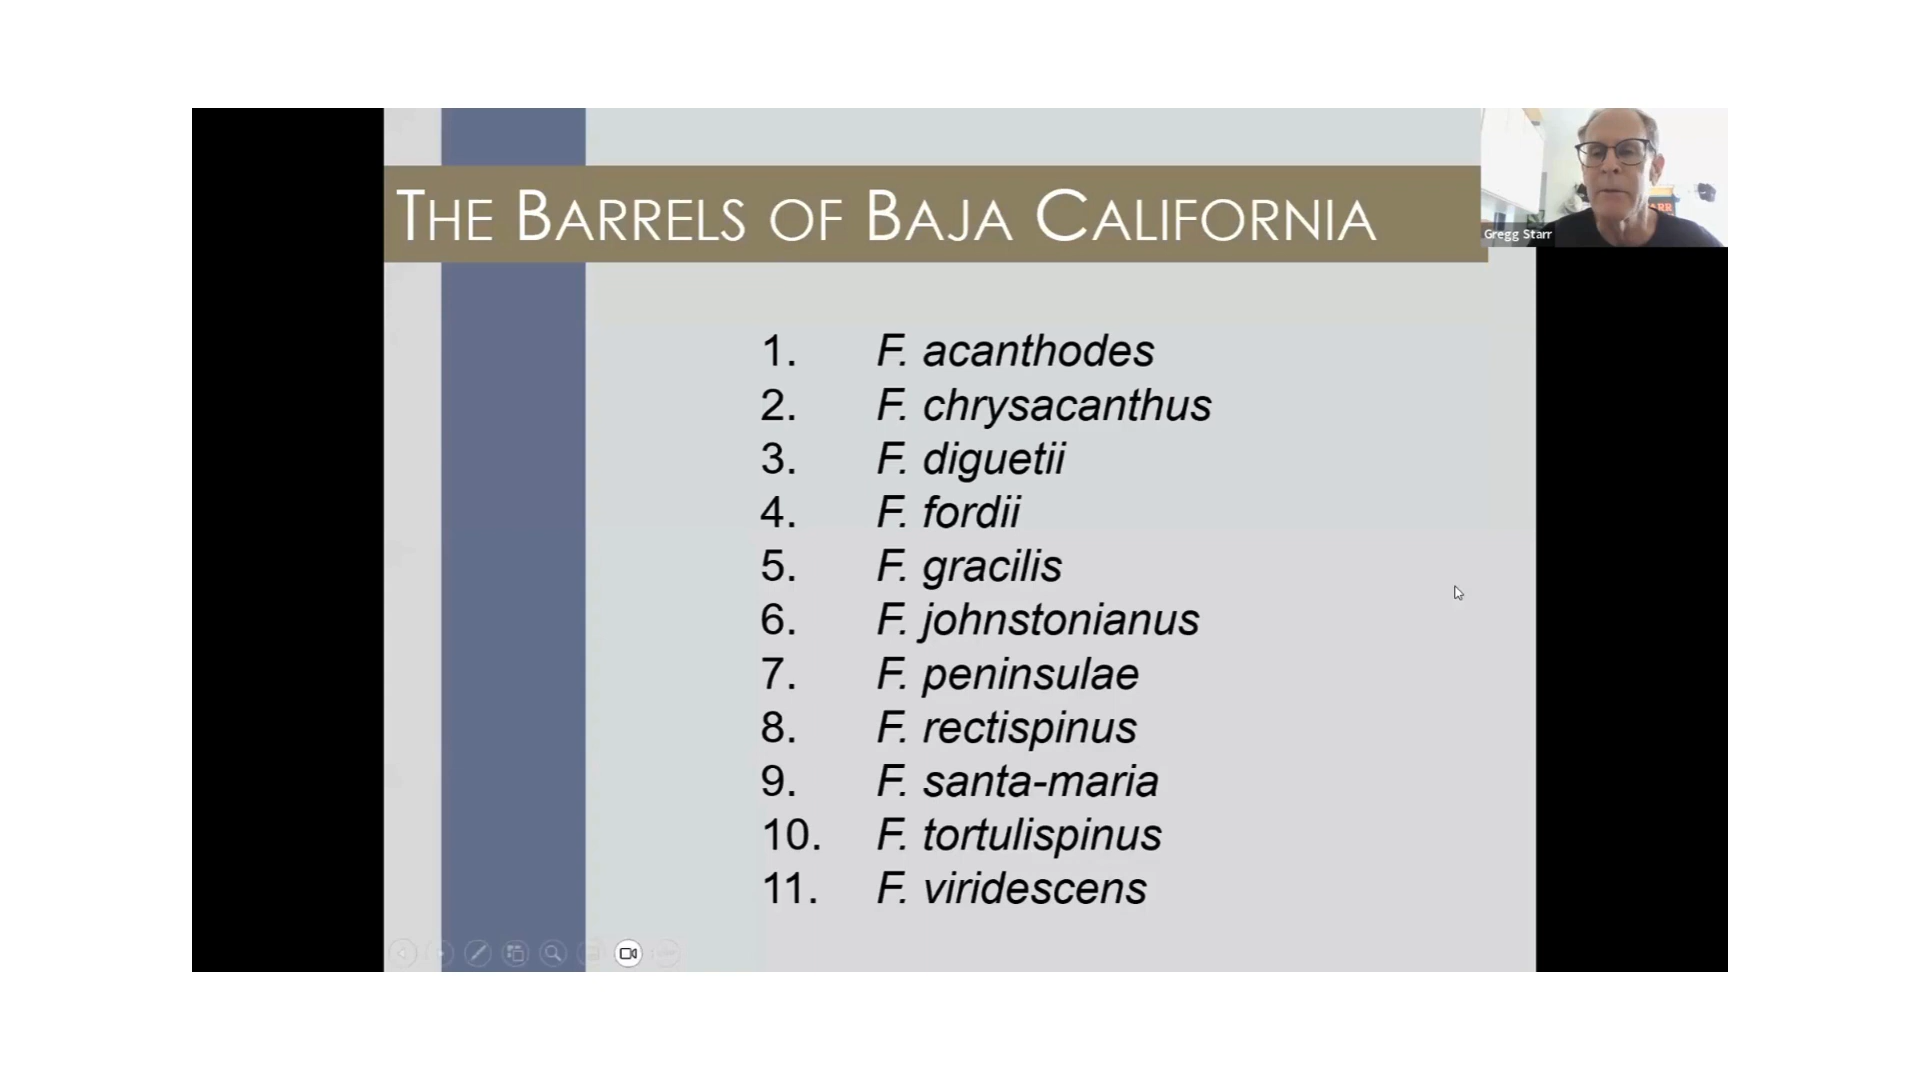 THE BARRELS OF BAJA CALIFORNIA
Gregg Starr
1. F. acanthodes
2. F. chrysacanthus
3. F. diguetii
4. F. fordii
5. F. gracilis
6. F. johnstonianus
7. F. peninsulae
8. F. rectispinus
9. F. santa-maria
10. F. tortulispinus
11. F. viridescens